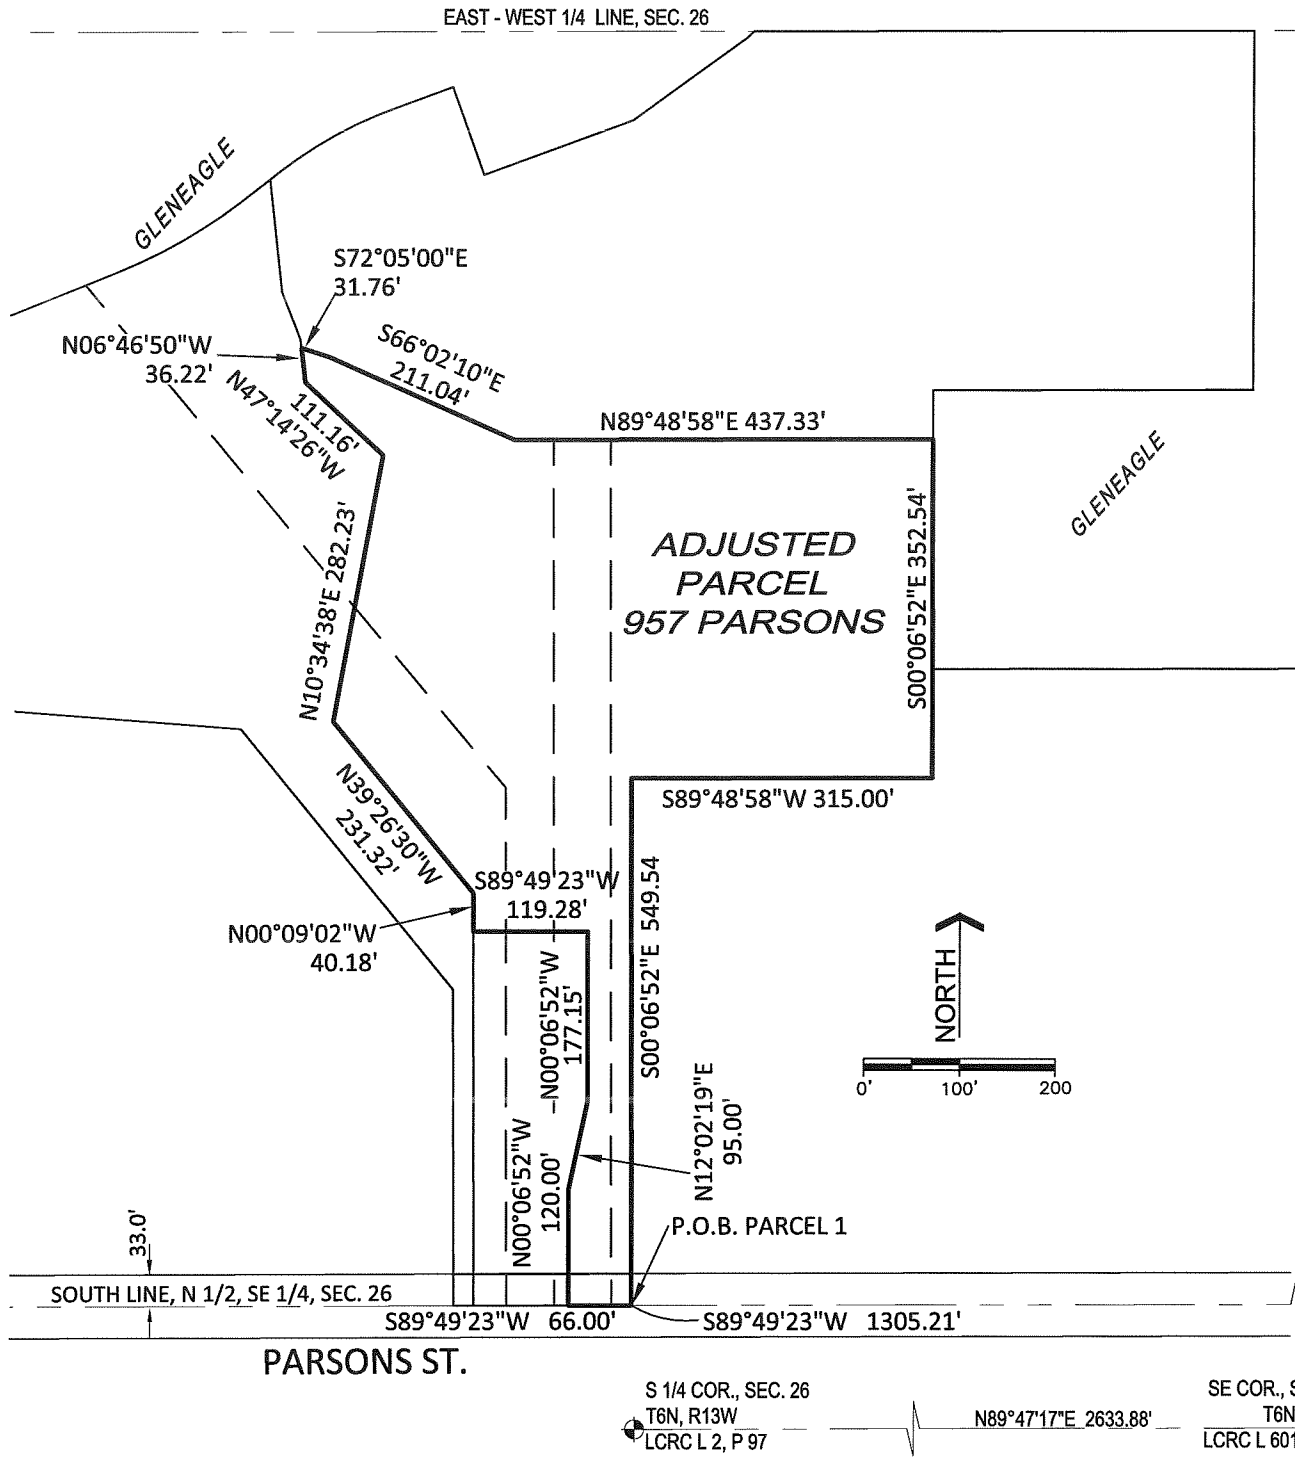 EAST - WEST 1/4 LINE, SEC. 26
GLENEAGLE
S72°05'00"E
31.76'
N06°46'50"W
36.22'
S66°02'10"E
211.04'
N47°14'26"W
111.16'
N89°48'58"E 437.33'
GLENEAGLE
N10°34'38'E 282.23'
ADJUSTED
PARCEL
957 PARSONS
S00°06'52"E 352.54'
N39°26'30"W
231.32'
S89°48'58"W 315.00'
S89°49'23"W
119.28'
N00°09'02"W
40.18'
N00°06'52"W
177.15'
S00°06'52"E 549.54
NORTH
0' 100' 200
N12°02'19"E
95.00'
N00°06'52"W
120.00'
P.O.B. PARCEL 1
33.0'
SOUTH LINE, N 1/2, SE 1/4, SEC. 26
S89°49'23"W 66.00'
S89°49'23"W 1305.21'
PARSONS ST.
S 1/4 COR., SEC. 26
T6N, R13W
LCRC L 2, P 97
N89°47'17"E 2633.88'
SE COR., S
T6N
LCRC L 601